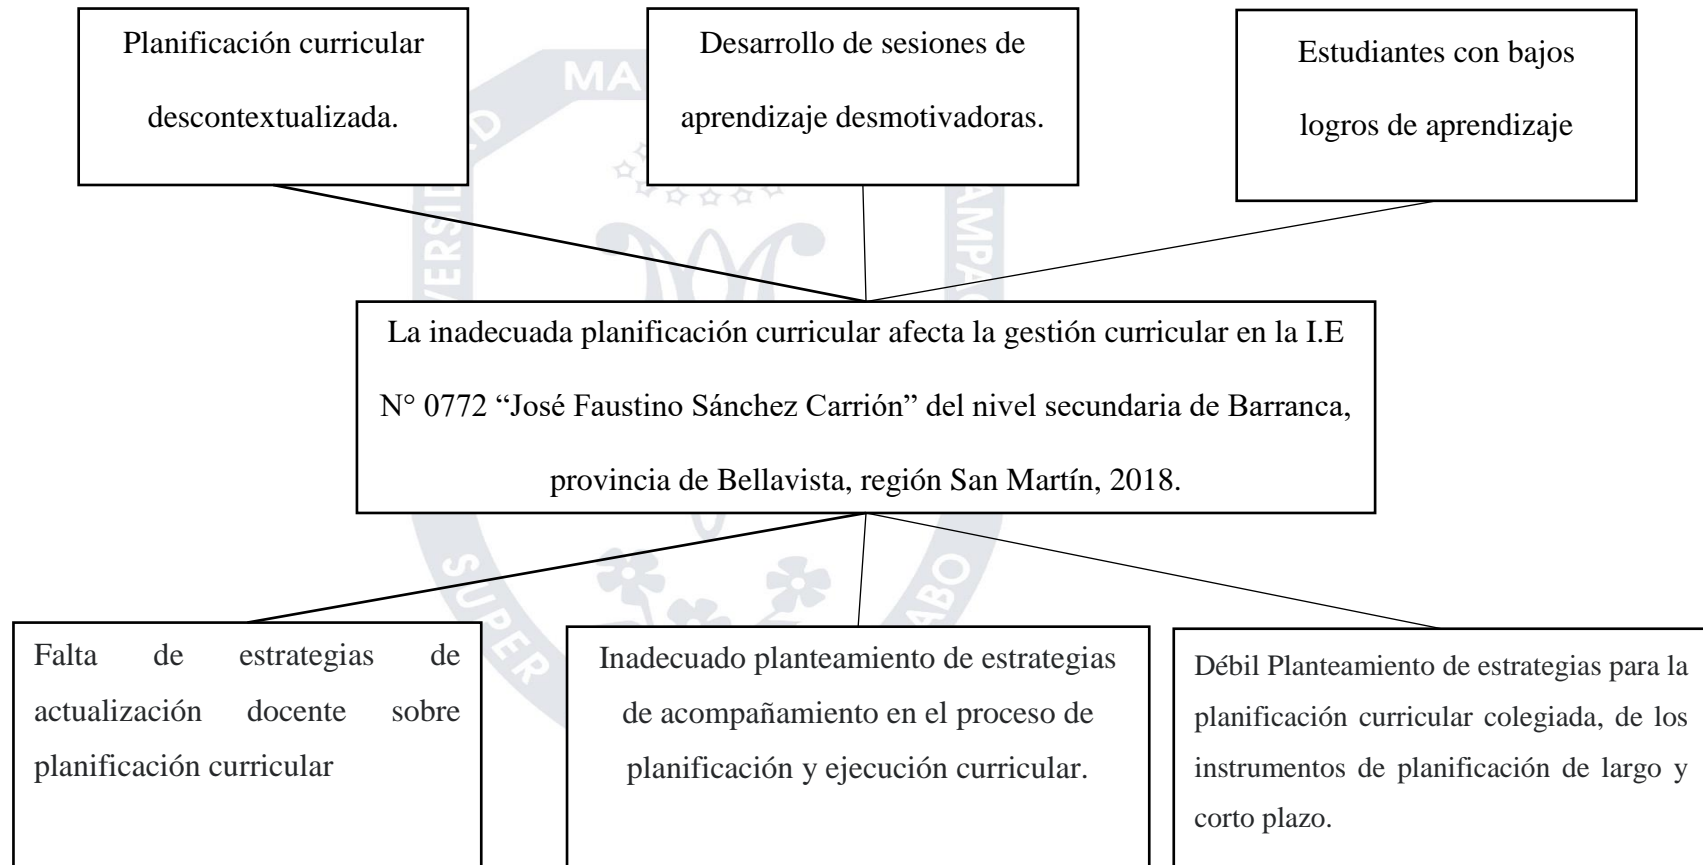 Planificación curricular
descontextualizada.
Desarrollo de sesiones de
aprendizaje desmotivadoras.
Estudiantes con bajos
logros de aprendizaje
La inadecuada planificación curricular afecta la gestión curricular en la I.E
N° 0772 “José Faustino Sánchez Carrión” del nivel secundaria de Barranca,
provincia de Bellavista, región San Martín, 2018.
Falta de estrategias de
actualización docente sobre
planificación curricular
Inadecuado planteamiento de estrategias
de acompañamiento en el proceso de
planificación y ejecución curricular.
Débil Planteamiento de estrategias para la
planificación curricular colegiada, de los
instrumentos de planificación de largo y
corto plazo.